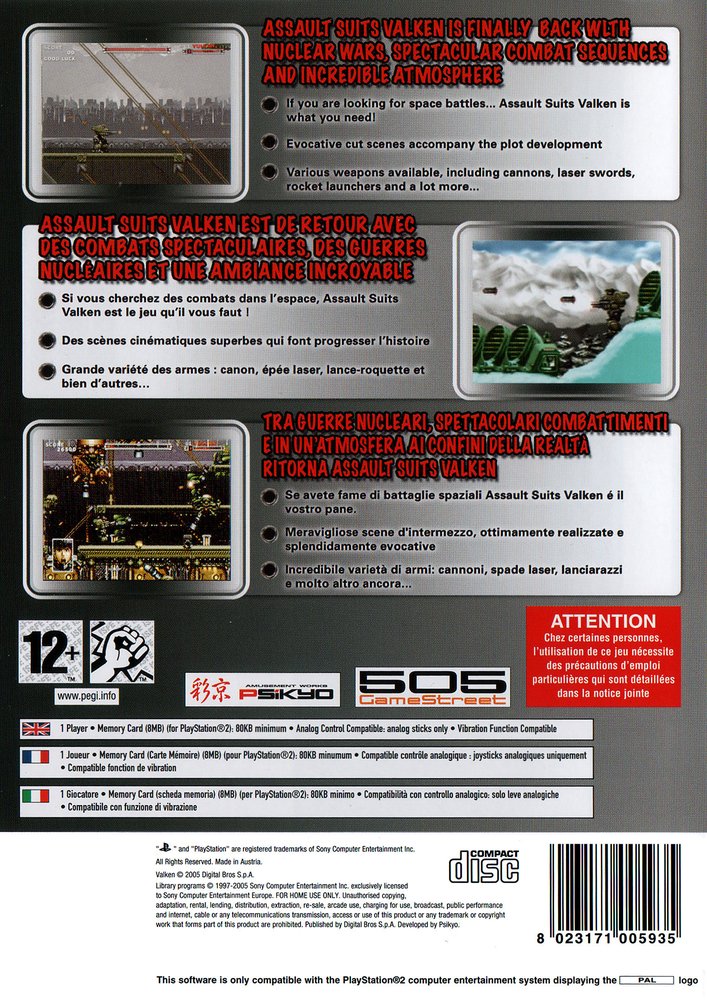 SCORE
00
GOOD LUCK
ASSAULT SUITS VALKEN IS FINALLY BACK WITH
NUCLEAR WARS, SPECTACULAR COMBAT SEQUENCES
AND INCREDIBLE ATMOSPHERE
If you are looking for space battles... Assault Suits Valken is
what you need!
Evocative cut scenes accompany the plot development
Various weapons available, including cannons, laser swords,
rocket launchers and a lot more...
ASSAULT SUITS VALKEN EST DE RETOUR AVEC
DES COMBATS SPECTACULAIRES, DES GUERRES
NUCLÉAIRES ET UNE AMBIANCE INCROYABLE
Si vous cherchez des combats dans l'espace, Assault Suits
Valken est le jeu qu'il vous faut !
Des scènes cinématiques superbes qui font progresser l'histoire
Grande variété des armes : canon, épée laser, lance-roquette et
bien d'autres...
SCORE
26500
TRA GUERRE NUCLEARI, SPETTACOLARI COMBATTIMENTI
E IN UN'ATMOSFERA AI CONFINI DELLA REALTÀ
RITORNA ASSAULT SUITS VALKEN
Se avete fame di battaglie spaziali Assault Suits Valken é il
vostro pane.
Meravigliose scene d'intermezzo, ottimamente realizzate e
splendidamente evocative
Incredibile varietà di armi: cannoni, spade laser, lanciarazzi
e molto altro ancora...
12+
TM
TM
www.pegi.info
彩京
AMUSEMENT WORKS
PSIKYO
505
GameStreet
ATTENTION
Chez certaines personnes,
l'utilisation de ce jeu nécessite
des précautions d'emploi
particulières qui sont détaillées
dans la notice jointe
1 Player • Memory Card (8MB) (for PlayStation®2): 80KB minimum • Analog Control Compatible: analog sticks only • Vibration Function Compatible
1 Joueur • Memory Card (Carte Mémoire) (8MB) (pour PlayStation®2): 80KB minumum • Compatible contrôle analogique : joysticks analogiques uniquement
• Compatible fonction de vibration
1 Giocatore • Memory Card (scheda memoria) (8MB) (per PlayStation®2): 80KB minimo • Compatibilità con controllo analogico: solo leve analogiche
• Compatibile con funzione di vibrazione
" " and "PlayStation" are registered trademarks of Sony Computer Entertainment Inc.
All Rights Reserved. Made in Austria.
Valken © 2005 Digital Bros S.p.A.
Library programs © 1997-2005 Sony Computer Entertainment Inc. exclusively licensed
to Sony Computer Entertainment Europe. FOR HOME USE ONLY. Unauthorised copying,
adaptation, rental, lending, distribution, extraction, re-sale, arcade use, charging for use, broadcast, public performance
and internet, cable or any telecommunications transmission, access or use of this product or any trademark or copyright
work that forms part of this product are prohibited. Published by Digital Bros S.p.A. Developed by Psikyo.
COMPACT
disc
8 023171 005935
This software is only compatible with the PlayStation®2 computer entertainment system displaying the PAL logo